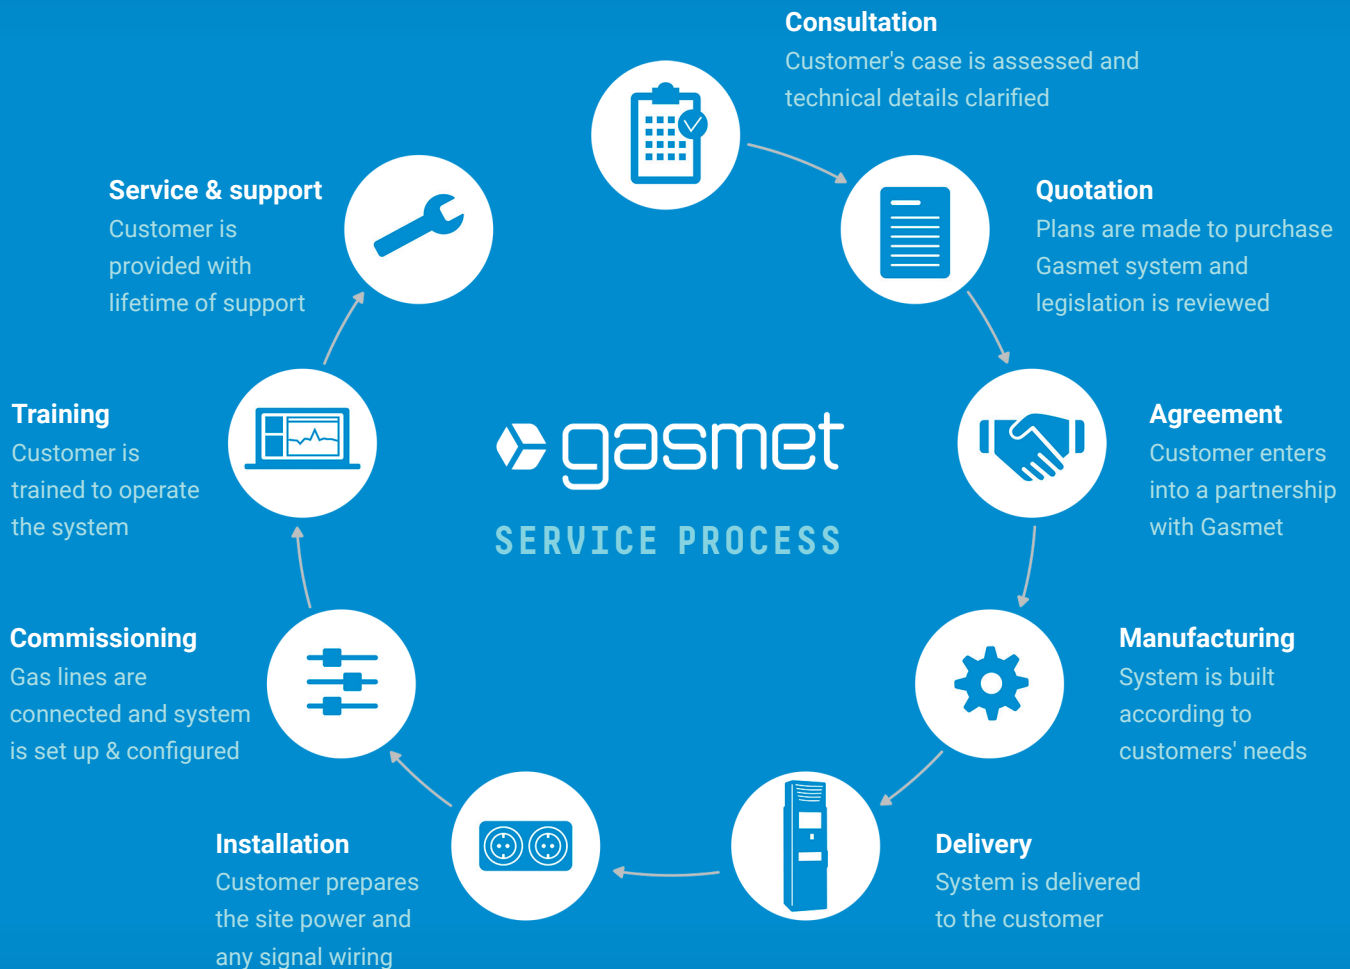 Consultation
Customer's case is assessed and
technical details clarified
Quotation
Plans are made to purchase
Gasmet system and
legislation is reviewed
Agreement
Customer enters
into a partnership
with Gasmet
Manufacturing
System is built
according to
customers' needs
Delivery
System is delivered
to the customer
Installation
Customer prepares
the site power and
any signal wiring
Commissioning
Gas lines are
connected and system
is set up & configured
Training
Customer is
trained to operate
the system
Service & support
Customer is
provided with
lifetime of support
gasmet
SERVICE PROCESS